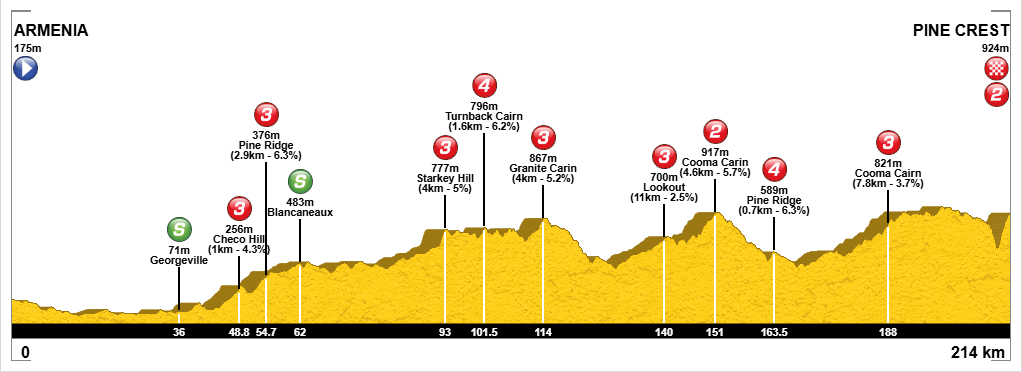 ARMENIA
175m
PINE CREST
924m
2
4
796m
Turnback Cairn
(1.6km - 6.2%)
3
376m
Pine Ridge
(2.9km - 6.3%)
3
777m
Starkey Hill
(4km - 5%)
3
867m
Granite Carin
(4km - 5.2%)
3
700m
Lookout
(11km - 2.5%)
2
917m
Cooma Carin
(4.6km - 5.7%)
4
589m
Pine Ridge
(0.7km - 6.3%)
3
821m
Cooma Cairn
(7.8km - 3.7%)
S
483m
Blancaneaux
3
256m
Checo Hill
(1km - 4.3%)
S
71m
Georgeville
36 48.8 54.7 62 93 101.5 114 140 151 163.5 188
0 214 km